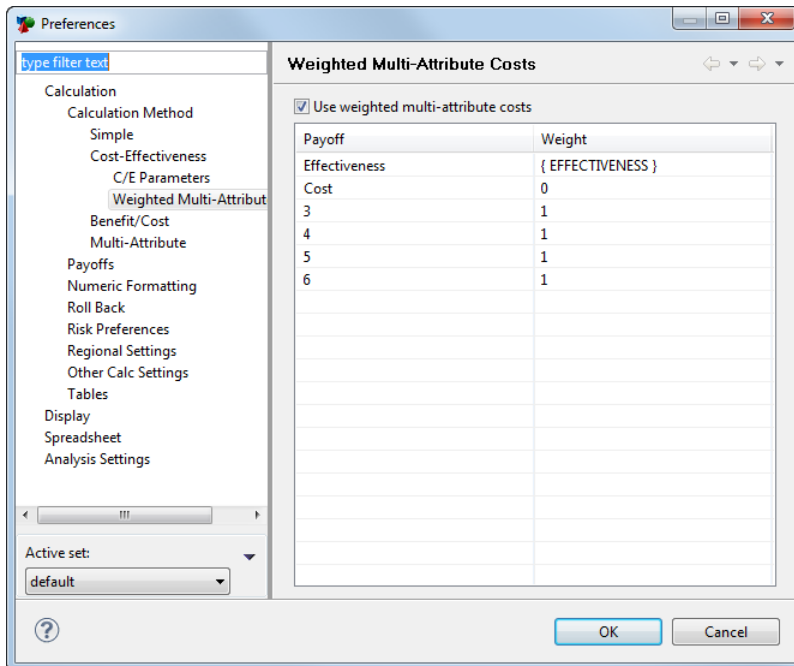 Preferences
type filter text
Calculation
Calculation Method
Simple
Cost-Effectiveness
C/E Parameters
Weighted Multi-Attribut
Benefit/Cost
Multi-Attribute
Payoffs
Numeric Formatting
Roll Back
Risk Preferences
Regional Settings
Other Calc Settings
Tables
Display
Spreadsheet
Analysis Settings
Active set:
default
Weighted Multi-Attribute Costs
Use weighted multi-attribute costs
Payoff Weight
Effectiveness { EFFECTIVENESS }
Cost 0
3 1
4 1
5 1
6 1
? OK Cancel